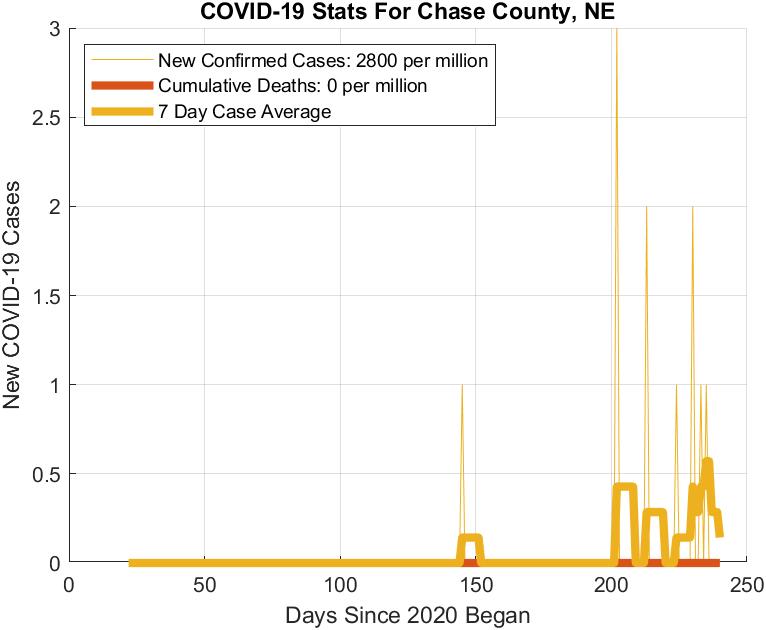 COVID-19 Stats For Chase County, NE
New Confirmed Cases: 2800 per million
Cumulative Deaths: 0 per million
7 Day Case Average
New COVID-19 Cases
3
2.5
2
1.5
1
0.5
0
0 50 100 150 200 250
Days Since 2020 Began